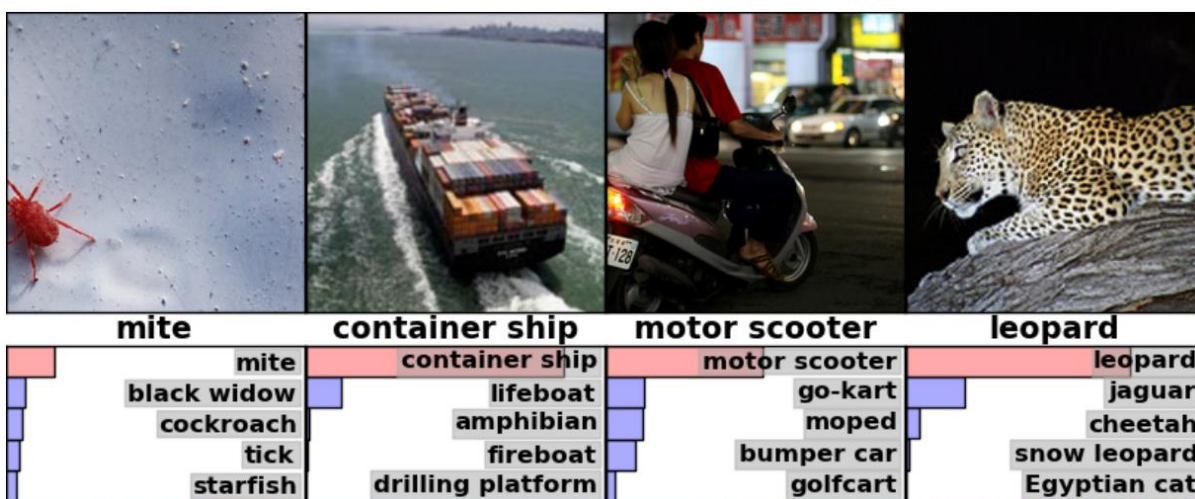 mite
container ship
motor scooter
leopard
mite
black widow
cockroach
tick
starfish
container ship
lifeboat
amphibian
fireboat
drilling platform
motor scooter
go-kart
moped
bumper car
golfcart
leopard
jaguar
cheetah
snow leopard
Egyptian cat